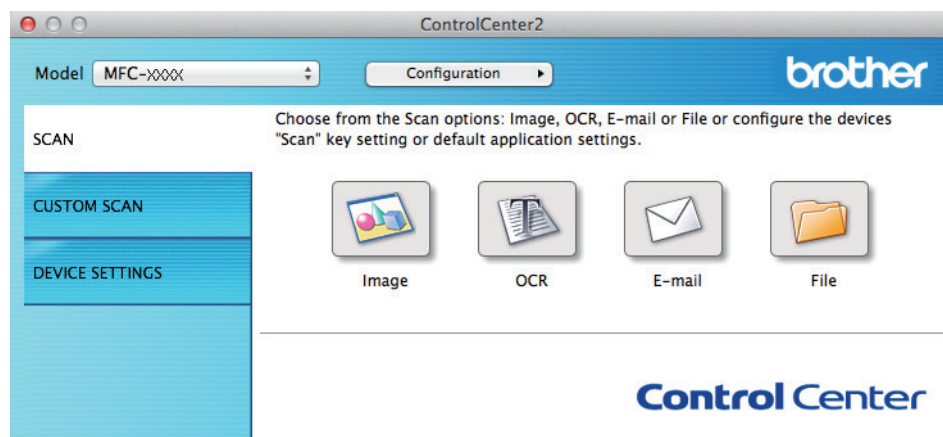 ControlCenter2
Model MFC-XXXX Configuration
brother
SCAN
Choose from the Scan options: Image, OCR, E-mail or File or configure the devices
"Scan" key setting or default application settings.
CUSTOM SCAN
DEVICE SETTINGS
Image OCR E-mail File
Control Center